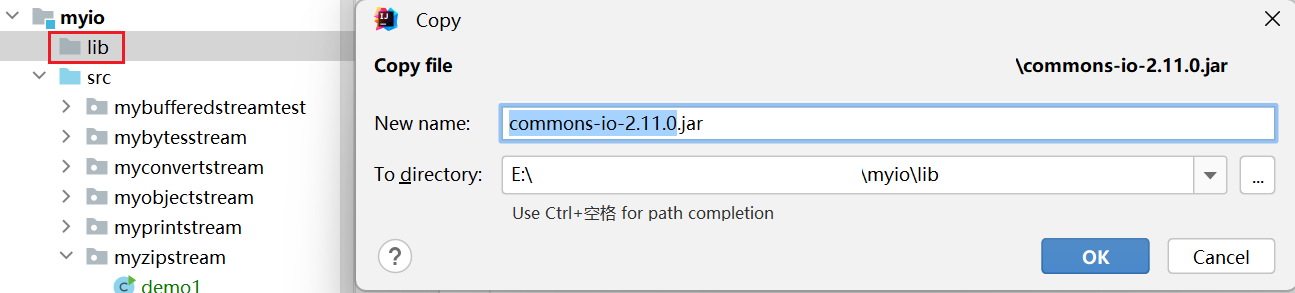 myio
lib
src
mybufferedstreamtest
mybytesstream
myconvertstream
myobjectstream
myprintstream
myzipstream
demo1
Copy
Copy file \commons-io-2.11.0.jar
New name: commons-io-2.11.0.jar
To directory: E:\ \myio\lib ...
Use Ctrl+空格 for path completion
? OK Cancel